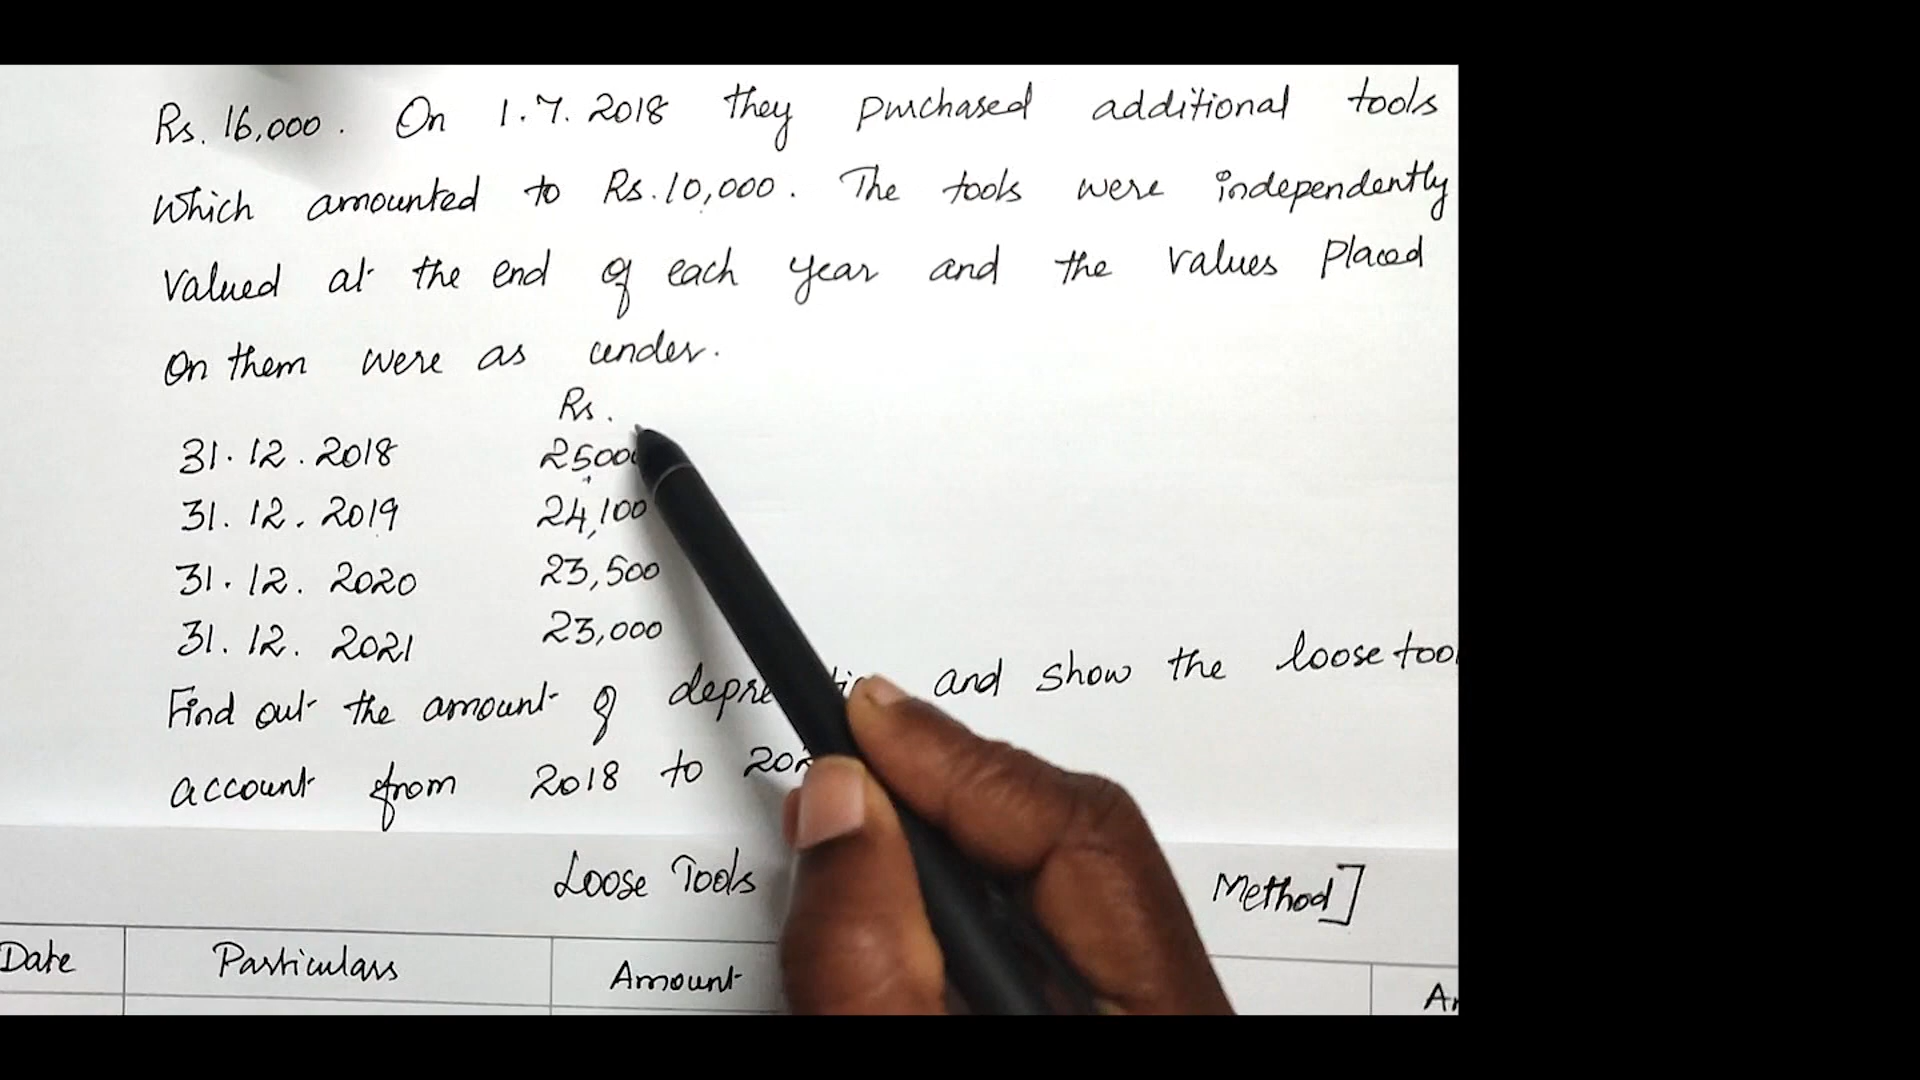 Rs. 16,000. On 1.7.2018 they purchased additional tools
which amounted to Rs.10,000. The tools were independently
valued at the end of each year and the values placed
on them were as under.
Rs.
31.12.2018 2500
31.12.2019 24,100
31.12.2020 23,500
31.12.2021 23,000
Find out the amount of and show the loose
account from 2018 to
Loose Tools Method]
Date Particulars Amount